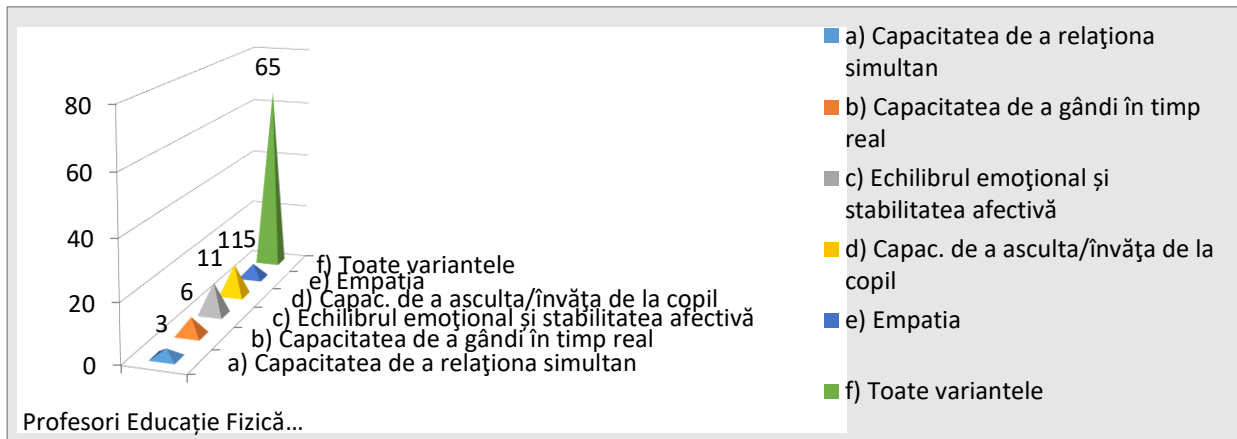 65
80
60
40
20
0
115
11
6
3
f) Toate variantele
e) Empatia
d) Capac. de a asculta/învăţa de la copil
c) Echilibrul emoţional și stabilitatea afectivă
b) Capacitatea de a gândi în timp real
a) Capacitatea de a relaţiona simultan
Profesori Educație Fizică…
a) Capacitatea de a relaţiona
simultan
b) Capacitatea de a gândi în timp
real
c) Echilibrul emoţional și
stabilitatea afectivă
d) Capac. de a asculta/învăţa de la
copil
e) Empatia
f) Toate variantele